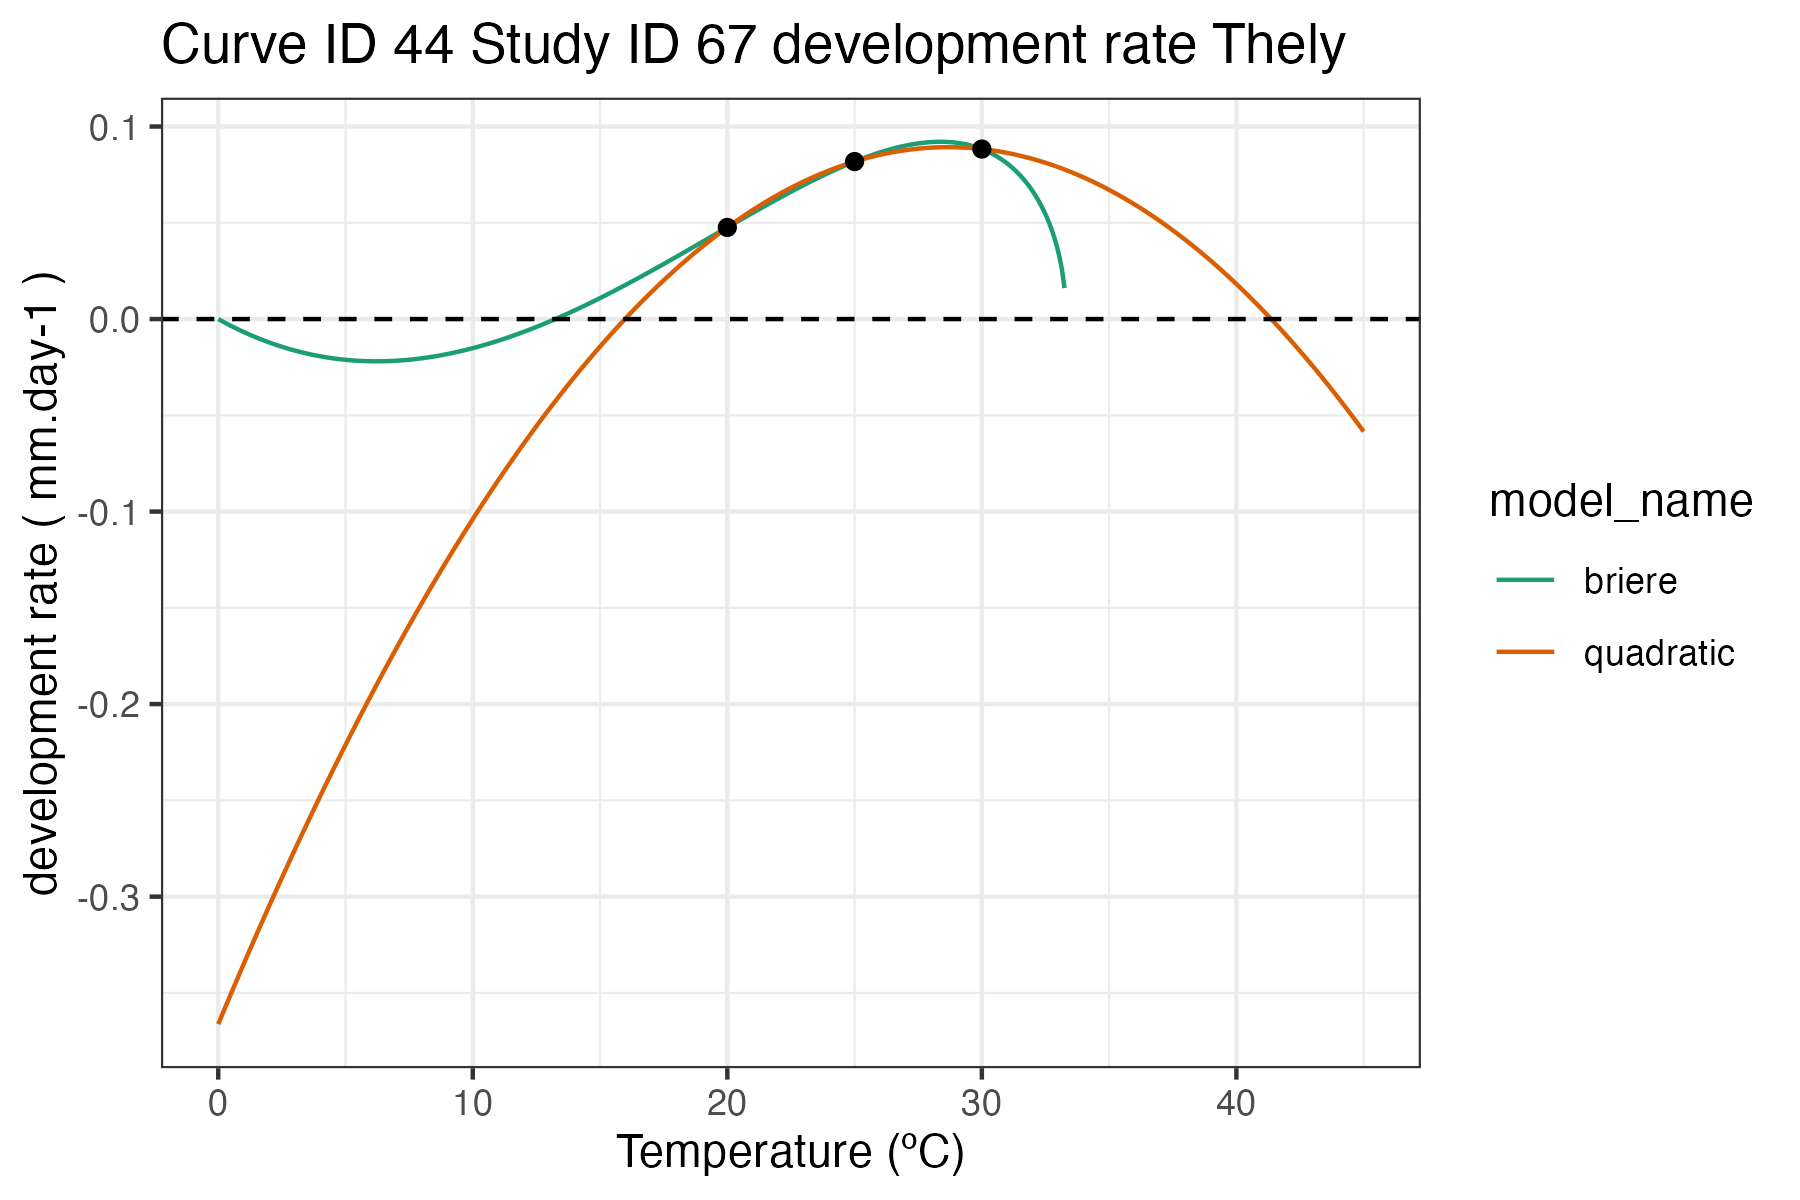 Curve ID 44 Study ID 67 development rate Thely
0.1
0.0
-0.1
-0.2
-0.3
development rate ( mm.day-1 )
0 10 20 30 40
Temperature (ºC)
model_name
briere
quadratic